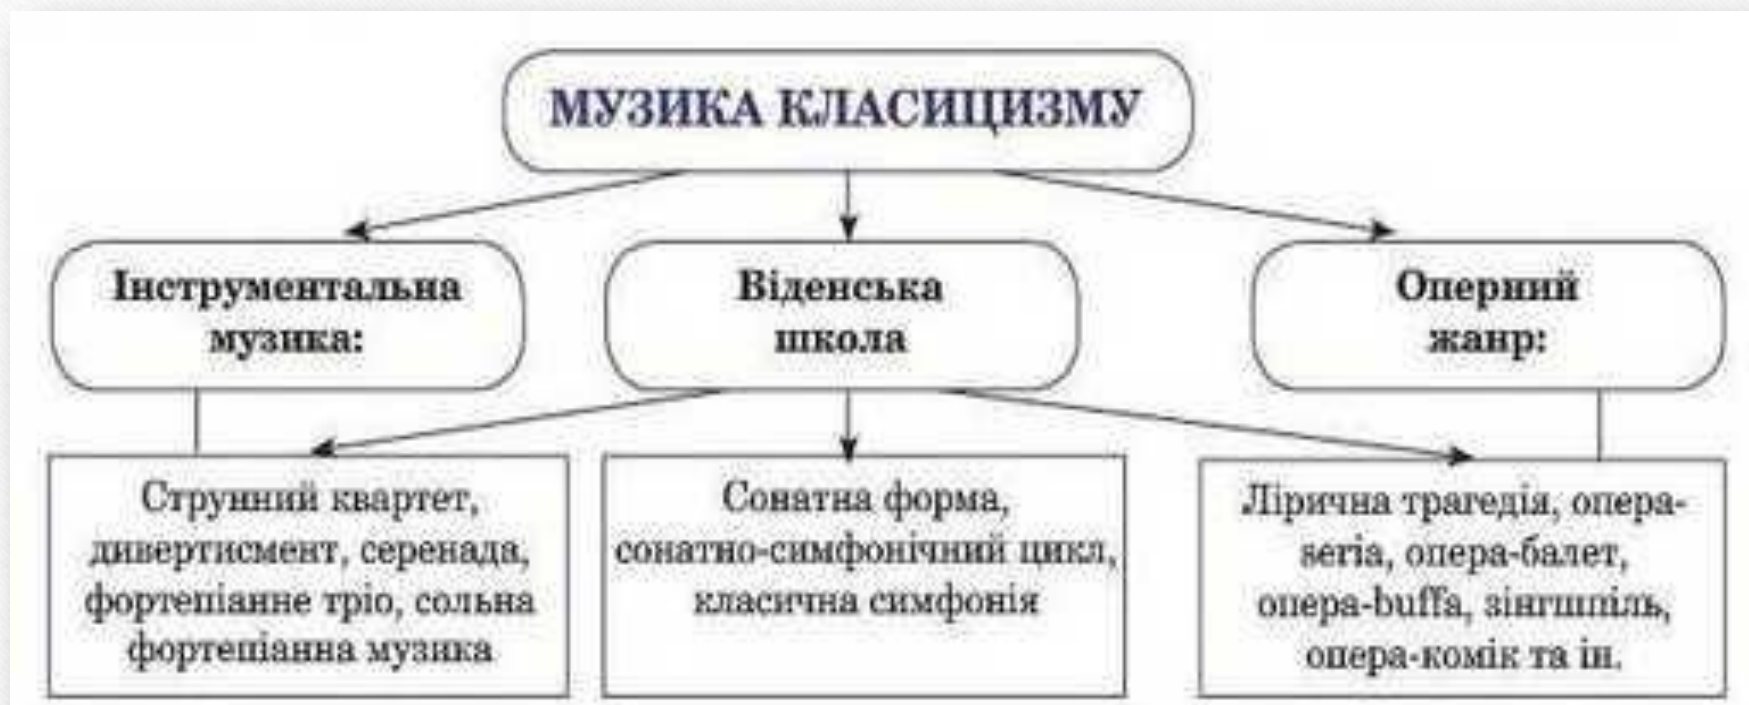 МУЗИКА КЛАСИЦИЗМУ
Інструментальна
музика:
Віденська
школа
Оперний
жанр:
Струнний квартет,
дивертисмент, серенада,
фортепіанне тріо, сольна
фортепіанна музика
Сонатна форма,
сонатно-симфонічний цикл,
класична симфонія
Лірична трагедія, опера-
seria, опера-балет,
опера-buffa, зінгшпіль,
опера-комік та ін.